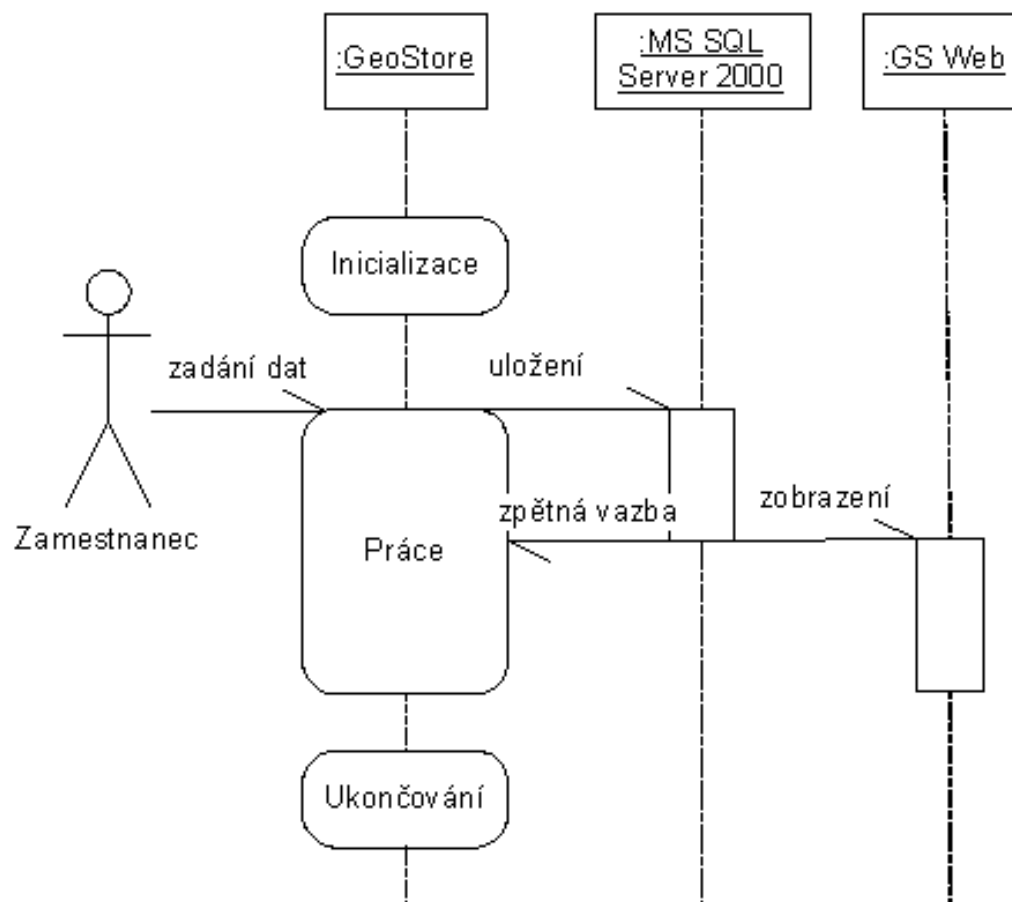 :GeoStore
:MS SQL
Server 2000
:GS Web
Inicializace
zadání dat
uložení
zpětná vazba
zobrazení
Zamestnanec
Práce
Ukončování